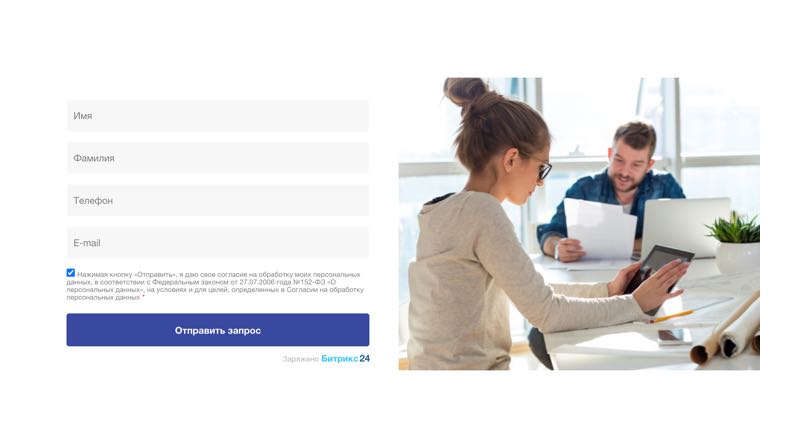 Имя
Фамилия
Телефон
E-mail
Нажимая кнопку «Отправить», я даю свое согласие на обработку моих персональных
данных, в соответствии с Федеральным законом от 27.07.2006 года №152-ФЗ «О
персональных данных», на условиях и для целей, определенных в Согласии на обработку
персональных данных *
Отправить запрос
Заряжено Битрикс24